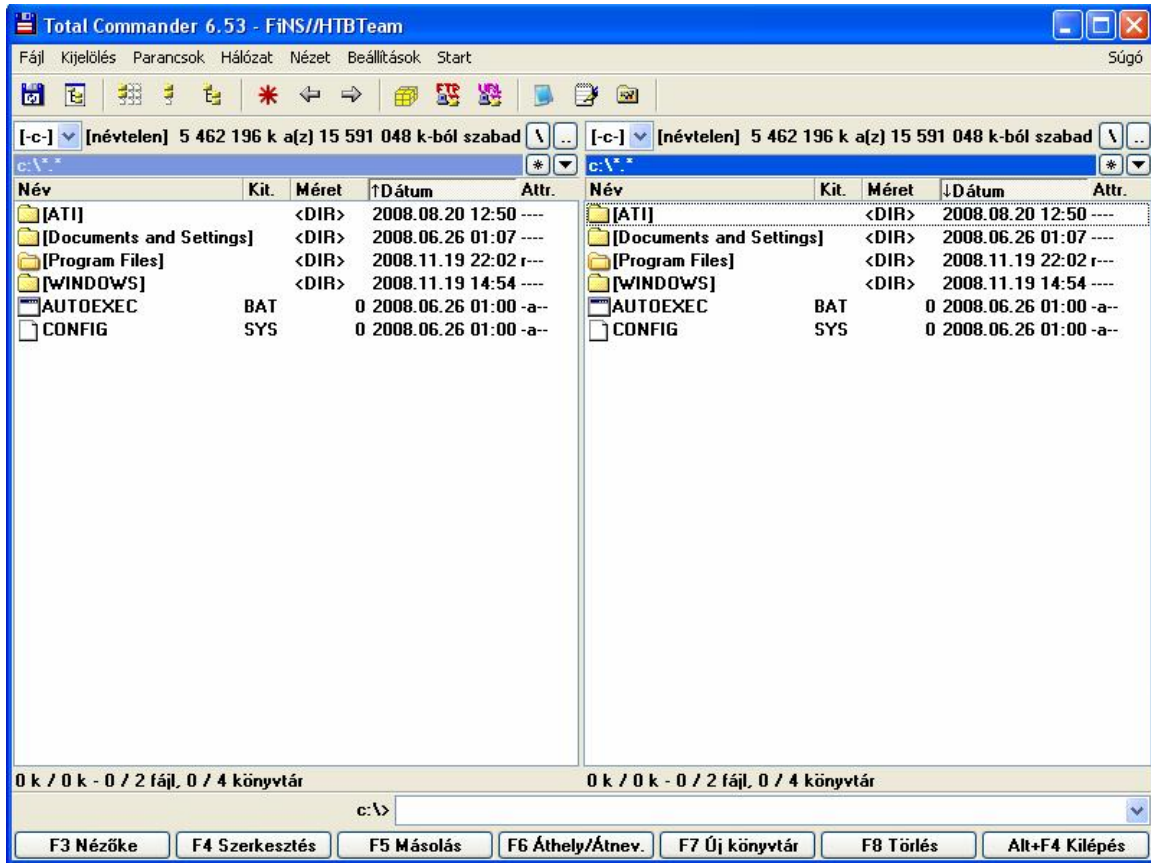 Total Commander 6.53 - FiNS//HTBTeam
Fájl Kijelölés Parancsok Hálózat Nézet Beállítások Start Súgó
FTP URL
[-c-] [névtelen] 5 462 196 k a(z) 15 591 048 k-ból szabad \ ..
c:\*.* *
Név Kit. Méret ↑Dátum Attr.
[ATI] <DIR> 2008.08.20 12:50 ----
[Documents and Settings] <DIR> 2008.06.26 01:07 ----
[Program Files] <DIR> 2008.11.19 22:02 r---
[WINDOWS] <DIR> 2008.11.19 14:54 ----
AUTOEXEC BAT 0 2008.06.26 01:00 -a--
CONFIG SYS 0 2008.06.26 01:00 -a--
0 k / 0 k - 0 / 2 fájl, 0 / 4 könyvtár
[-c-] [névtelen] 5 462 196 k a(z) 15 591 048 k-ból szabad \ ..
c:\*.* *
Név Kit. Méret ↓Dátum Attr.
[ATI] <DIR> 2008.08.20 12:50 ----
[Documents and Settings] <DIR> 2008.06.26 01:07 ----
[Program Files] <DIR> 2008.11.19 22:02 r---
[WINDOWS] <DIR> 2008.11.19 14:54 ----
AUTOEXEC BAT 0 2008.06.26 01:00 -a--
CONFIG SYS 0 2008.06.26 01:00 -a--
0 k / 0 k - 0 / 2 fájl, 0 / 4 könyvtár
c:\>
F3 Nézőke F4 Szerkesztés F5 Másolás F6 Áthely/Átnev. F7 Új könyvtár F8 Törlés Alt+F4 Kilépés